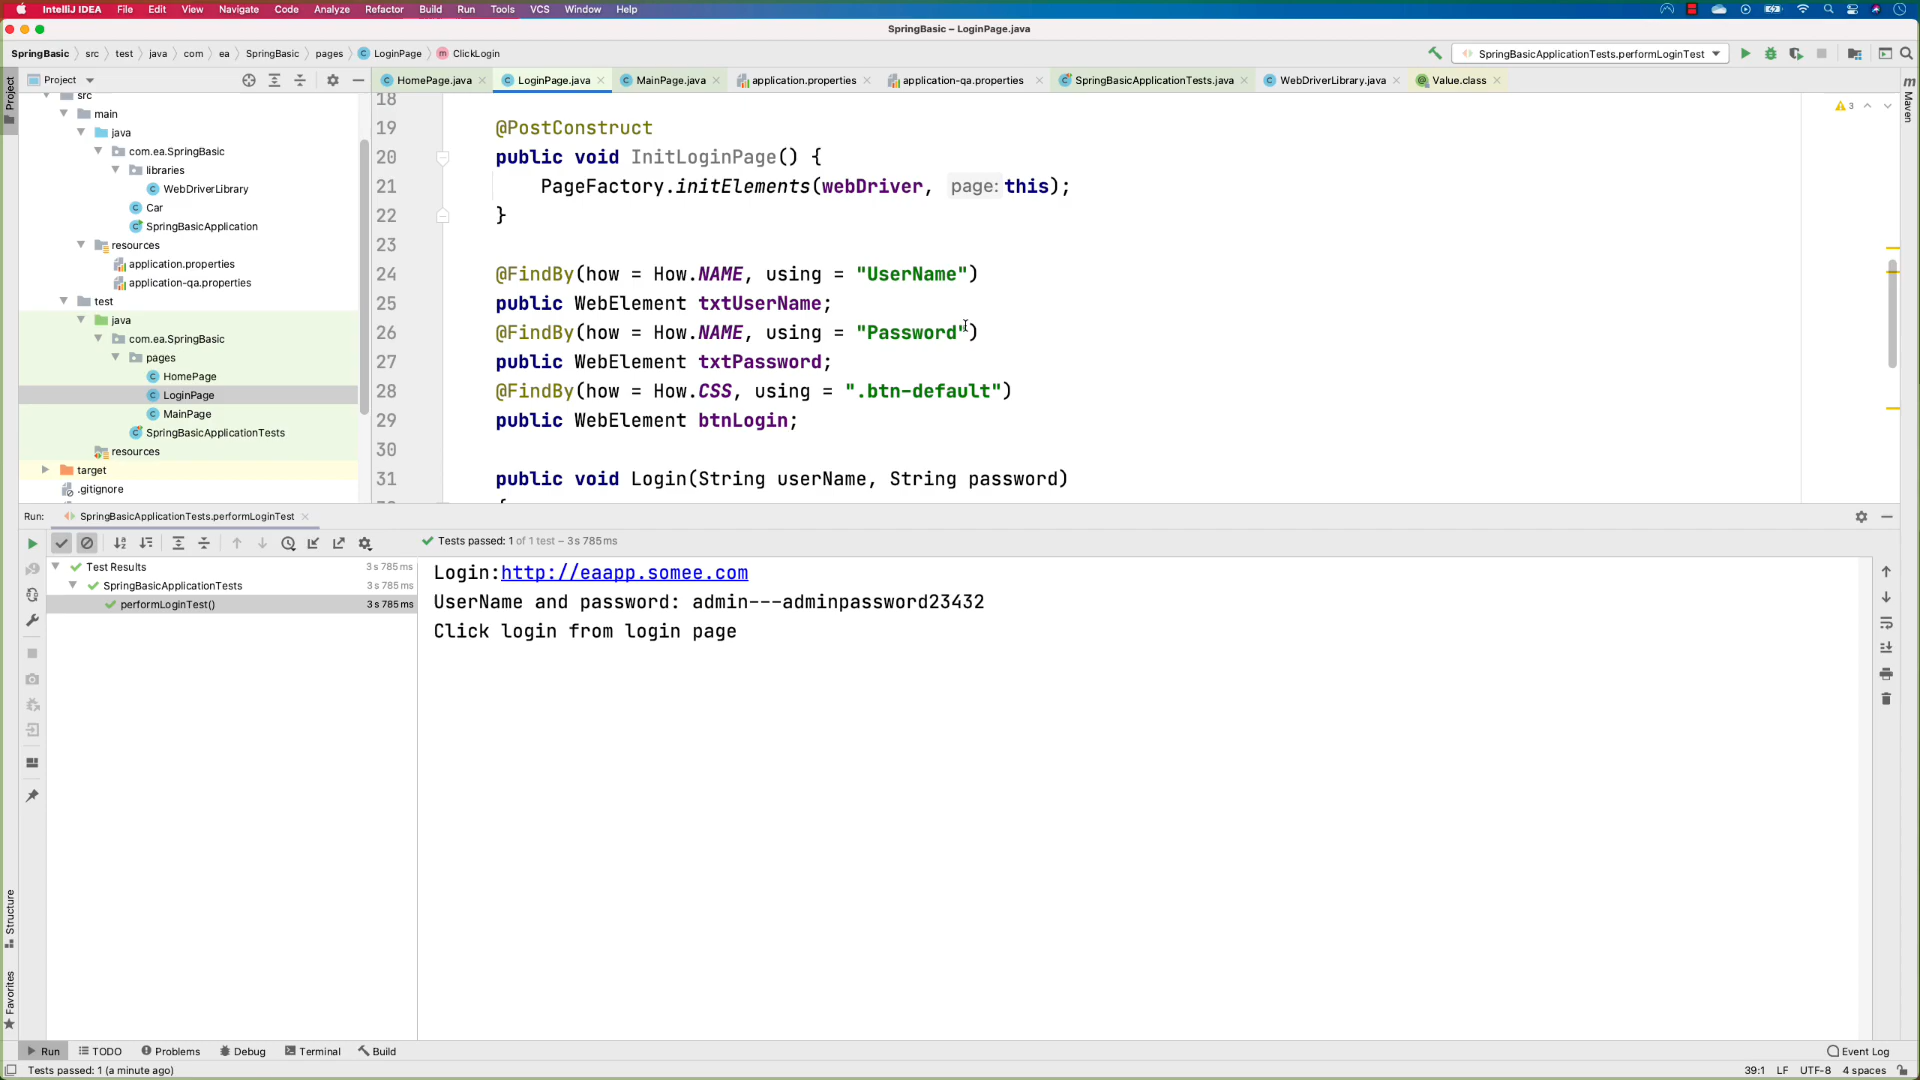 IntelliJ IDEA File Edit View Navigate Code Analyze Refactor Build Run Tools VCS Window Help
SpringBasic – LoginPage.java
SpringBasic › src › test › java › com › ea › SpringBasic › pages › LoginPage › ClickLogin
SpringBasicApplicationTests.performLoginTest
Project
HomePage.java LoginPage.java MainPage.java application.properties application-qa.properties SpringBasicApplicationTests.java WebDriverLibrary.java Value.class
Project
Maven
src
main
java
com.ea.SpringBasic
libraries
WebDriverLibrary
Car
SpringBasicApplication
resources
application.properties
application-qa.properties
test
java
com.ea.SpringBasic
pages
HomePage
LoginPage
MainPage
SpringBasicApplicationTests
resources
target
.gitignore
3
18
19 @PostConstruct
20 public void InitLoginPage() {
21 PageFactory.initElements(webDriver, page: this);
22 }
23
24 @FindBy(how = How.NAME, using = "UserName")
25 public WebElement txtUserName;
26 @FindBy(how = How.NAME, using = "Password")
27 public WebElement txtPassword;
28 @FindBy(how = How.CSS, using = ".btn-default")
29 public WebElement btnLogin;
30
31 public void Login(String userName, String password)
Run: SpringBasicApplicationTests.performLoginTest
Tests passed: 1 of 1 test – 3 s 785 ms
Test Results 3 s 785 ms
SpringBasicApplicationTests 3 s 785 ms
performLoginTest() 3 s 785 ms
Login:http://eaapp.somee.com
UserName and password: admin---adminpassword23432
Click login from login page
Structure
Favorites
Run TODO Problems Debug Terminal Build Event Log
Tests passed: 1 (a minute ago) 39:1 LF UTF-8 4 spaces